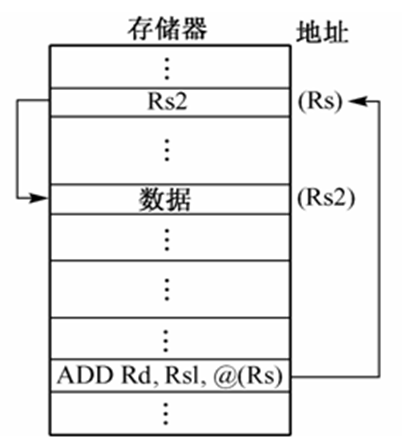 存储器 地址
⋮
Rs2 (Rs)
⋮
数据 (Rs2)
⋮
⋮
⋮
ADD Rd, Rsl, @(Rs)
⋮